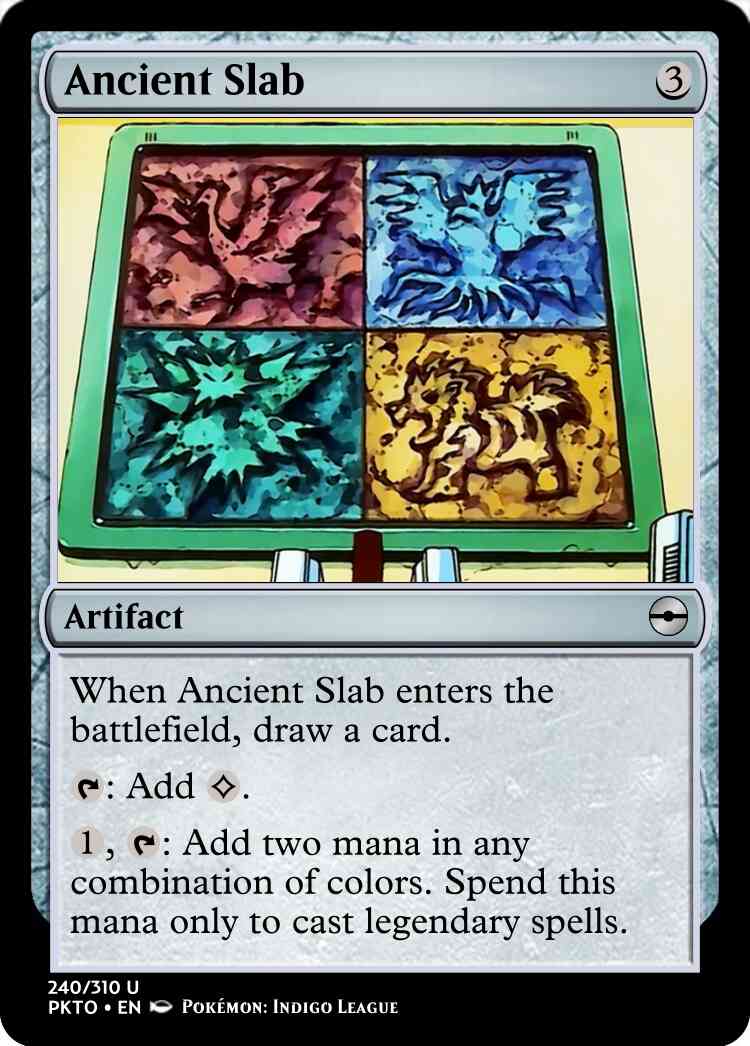 Ancient Slab 3
Artifact
When Ancient Slab enters the
battlefield, draw a card.
: Add .
1, : Add two mana in any
combination of colors. Spend this
mana only to cast legendary spells.
240/310 U
PKTO • EN Pokémon: Indigo League